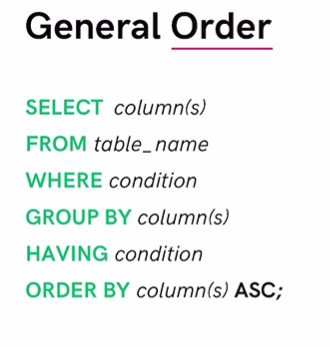 General Order
SELECT column(s)
FROM table_name
WHERE condition
GROUP BY column(s)
HAVING condition
ORDER BY column(s) ASC;